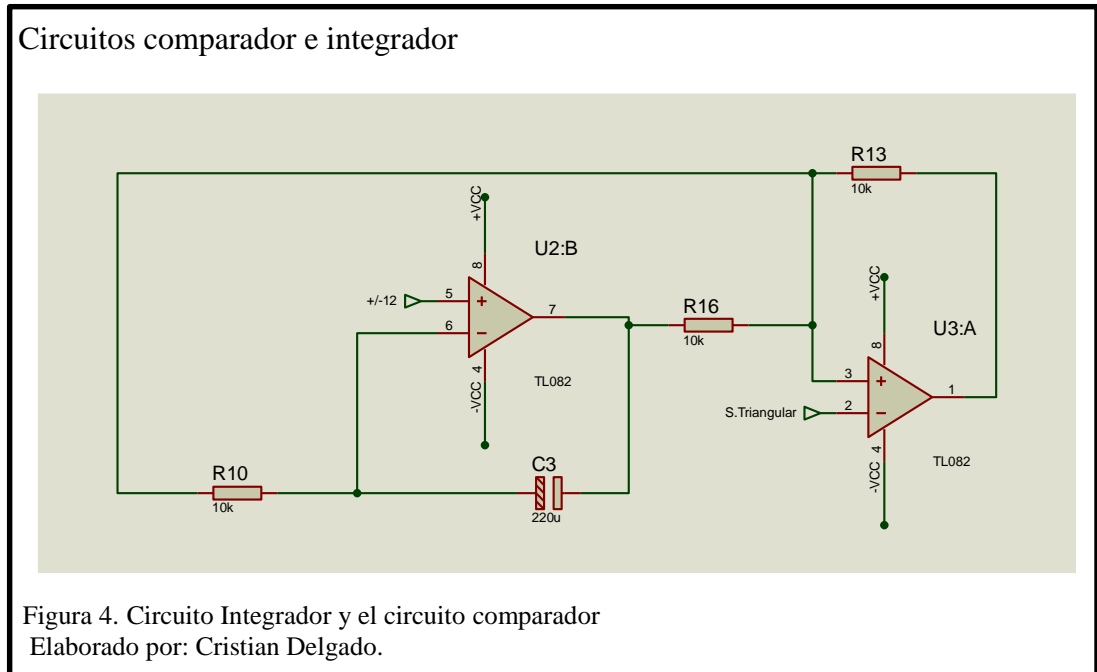 Circuitos comparador e integrador
R13
10k
+VCC
U2:B
8
+/-12
5
6
7
4
-VCC
TL082
R16
10k
+VCC
U3:A
8
3
2
1
S.Triangular
4
-VCC
TL082
R10
10k
C3
220u
Figura 4. Circuito Integrador y el circuito comparador
Elaborado por: Cristian Delgado.